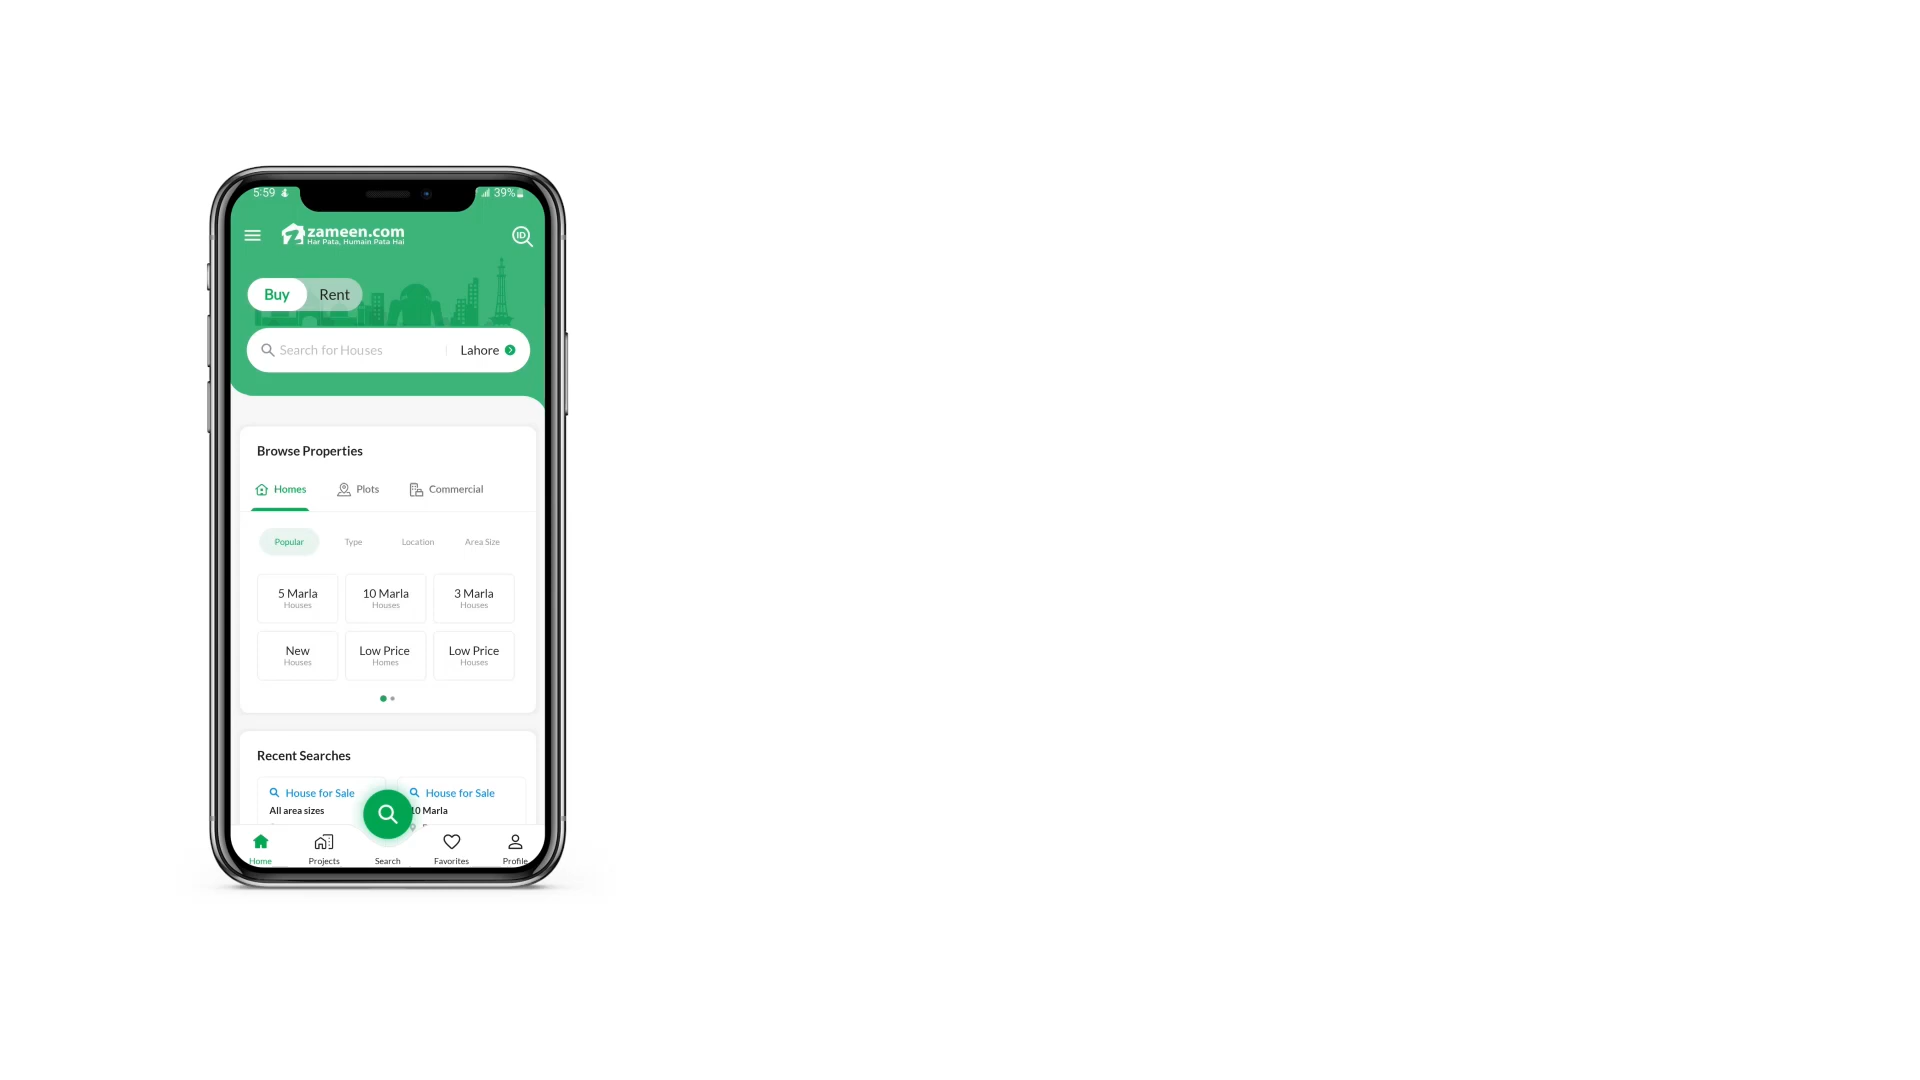 5:59
39%
zameen.com
Har Pata, Humain Pata Hai
ID
Buy Rent
Search for Houses Lahore
Browse Properties
Homes Plots Commercial
Popular Type Location Area Size
5 Marla 10 Marla 3 Marla
Houses Houses Houses
New Low Price Low Price
Houses Homes Houses
Recent Searches
House for Sale House for Sale
All area sizes 10 Marla
Home Projects Search Favorites Profile